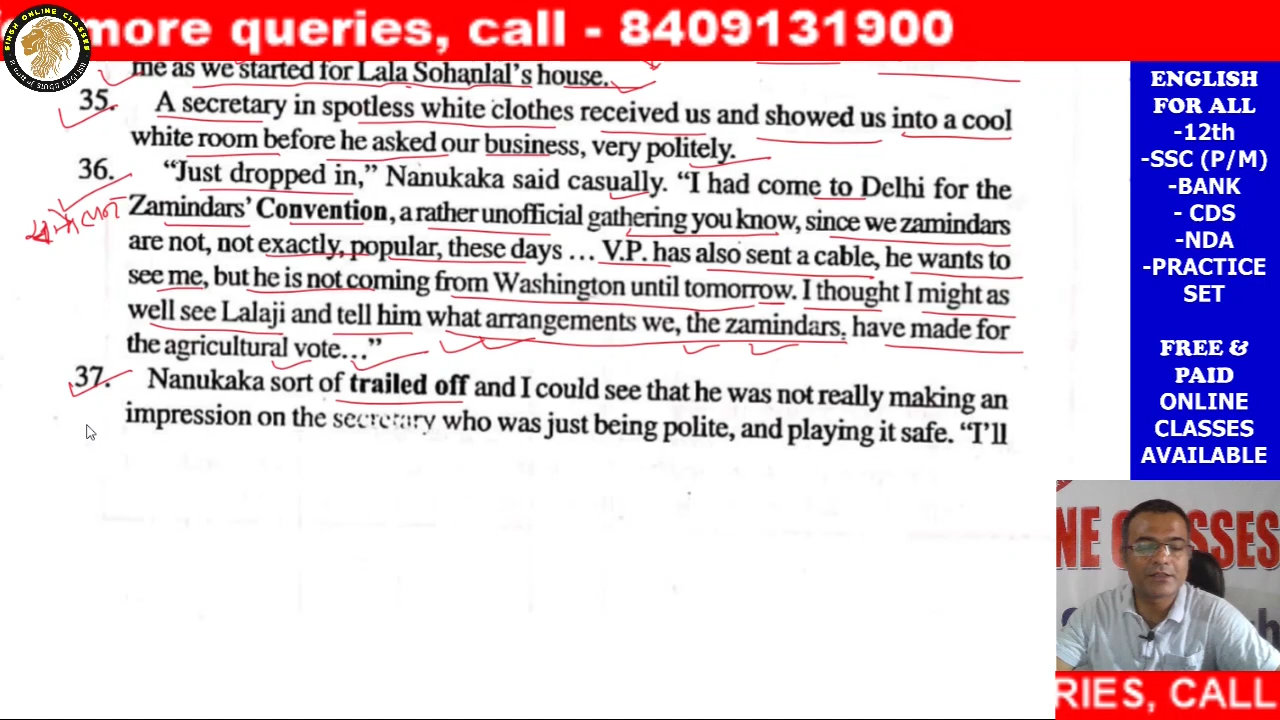 more queries, call - 8409131900
SINGH ONLINE CLASSES
me as we started for Lala Sohanlal's house.
35. A secretary in spotless white clothes received us and showed us into a cool
white room before he asked our business, very politely.
36. “Just dropped in,” Nanukaka said casually. “I had come to Delhi for the
Zamindars' Convention, a rather unofficial gathering you know, since we zamindars
are not, not exactly, popular, these days ... V.P. has also sent a cable, he wants to
see me, but he is not coming from Washington until tomorrow. I thought I might as
well see Lalaji and tell him what arrangements we, the zamindars, have made for
the agricultural vote...”
37. Nanukaka sort of trailed off and I could see that he was not really making an
impression on the secretary who was just being polite, and playing it safe. “I'll
ENGLISH
FOR ALL
-12th
-SSC (P/M)
-BANK
- CDS
-NDA
-PRACTICE
SET
FREE &
PAID
ONLINE
CLASSES
AVAILABLE
RIES, CALL